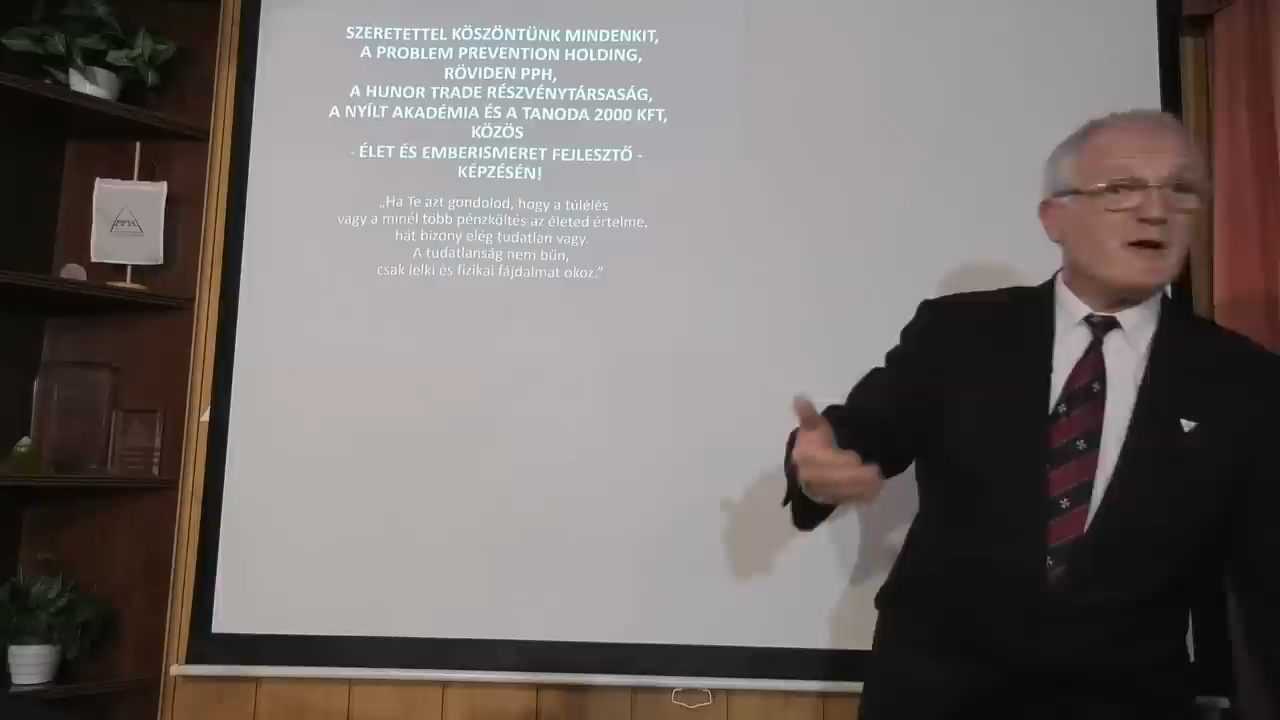 SZERETETTEL KÖSZÖNTÜNK MINDENKIT,
A PROBLEM PREVENTION HOLDING,
RÖVIDEN PPH,
A HUNOR TRADE RÉSZVÉNYTÁRSASÁG,
A NYÍLT AKADÉMIA ÉS A TANODA 2000 KFT,
KÖZÖS
- ÉLET ÉS EMBERISMERET FEJLESZTŐ -
KÉPZÉSÉN!
„Ha Te azt gondolod, hogy a túlélés
vagy a minél több pénzköltés az életed értelme,
hát bizony elég tudatlan vagy.
A tudatlanság nem bűn,
csak lelki és fizikai fájdalmat okoz.”